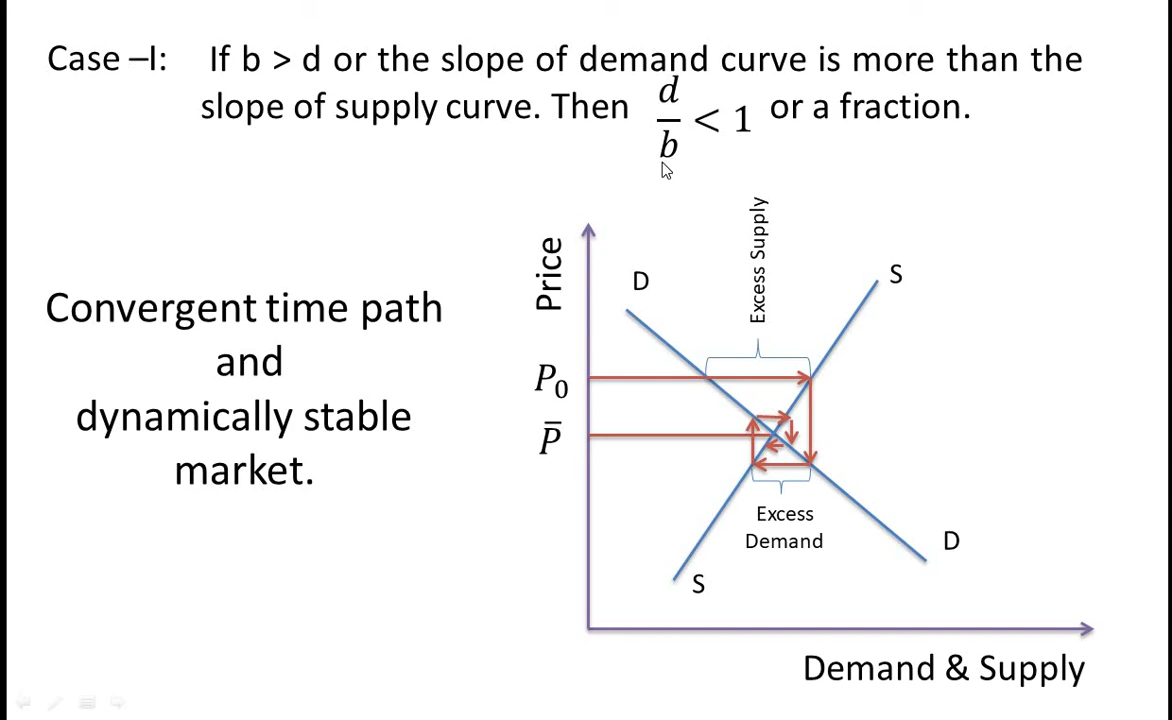 Case –I: If b > d or the slope of demand curve is more than the
slope of supply curve. Then d/b < 1 or a fraction.
Convergent time path
and
dynamically stable
market.
Price
Excess Supply
D
S
P₀
P̄
Excess
Demand
D
S
Demand & Supply